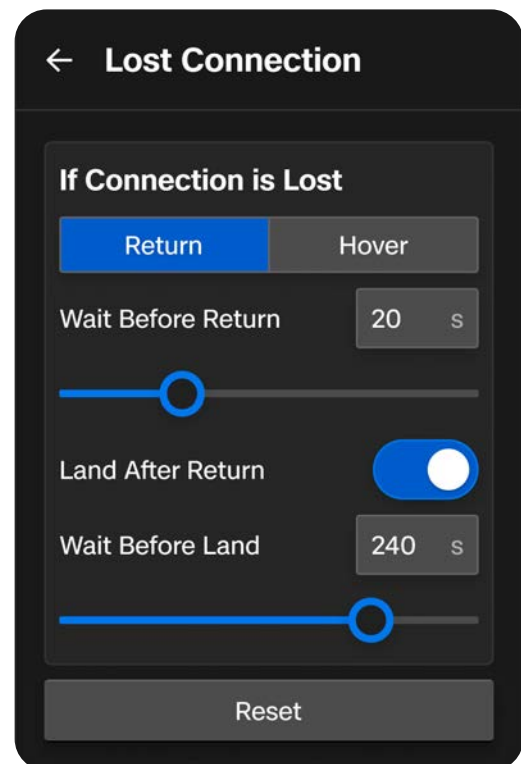 ← Lost Connection
If Connection is Lost
Return Hover
Wait Before Return 20 s
Land After Return
Wait Before Land 240 s
Reset